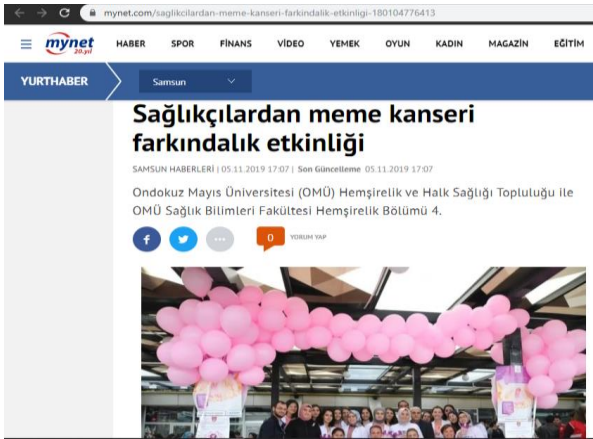 mynet.com/saglikcilardan-meme-kanseri-farkindalik-etkinligi-180104776413
mynet
20.yıl
HABER SPOR FİNANS VİDEO YEMEK OYUN KADIN MAGAZİN EĞİTİM
YURTHABER Samsun
Sağlıkçılardan meme kanseri
farkındalık etkinliği
SAMSUN HABERLERİ | 05.11.2019 17:07 | Son Güncelleme 05.11.2019 17:07
Ondokuz Mayıs Üniversitesi (OMÜ) Hemşirelik ve Halk Sağlığı Topluluğu ile
OMÜ Sağlık Bilimleri Fakültesi Hemşirelik Bölümü 4.
0 YORUM YAP